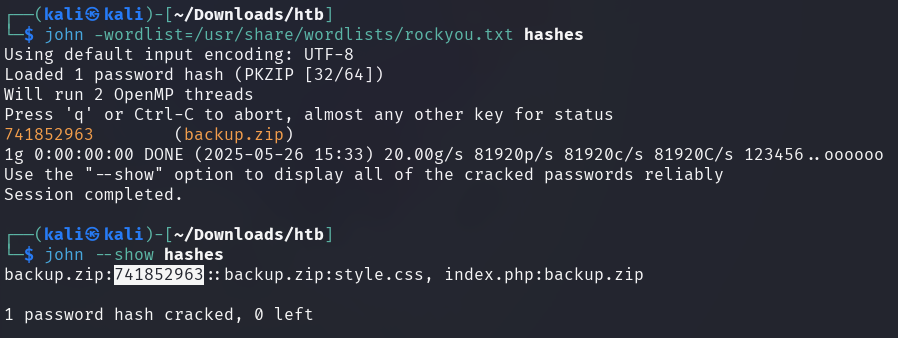 ┌──(kali㉿kali)-[~/Downloads/htb]
└─$ john -wordlist=/usr/share/wordlists/rockyou.txt hashes
Using default input encoding: UTF-8
Loaded 1 password hash (PKZIP [32/64])
Will run 2 OpenMP threads
Press 'q' or Ctrl-C to abort, almost any other key for status
741852963        (backup.zip)
1g 0:00:00:00 DONE (2025-05-26 15:33) 20.00g/s 81920p/s 81920c/s 81920C/s 123456..oooooo
Use the "--show" option to display all of the cracked passwords reliably
Session completed.
┌──(kali㉿kali)-[~/Downloads/htb]
└─$ john --show hashes
backup.zip:741852963::backup.zip:style.css, index.php:backup.zip
1 password hash cracked, 0 left